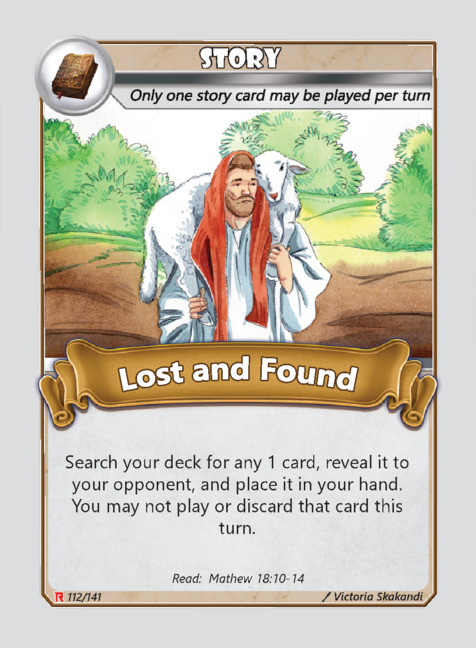 STORY
Only one story card may be played per turn
Lost and Found
Search your deck for any 1 card, reveal it to
your opponent, and place it in your hand.
You may not play or discard that card this
turn.
Read: Mathew 18:10-14
R 112/141
Victoria Skakandi